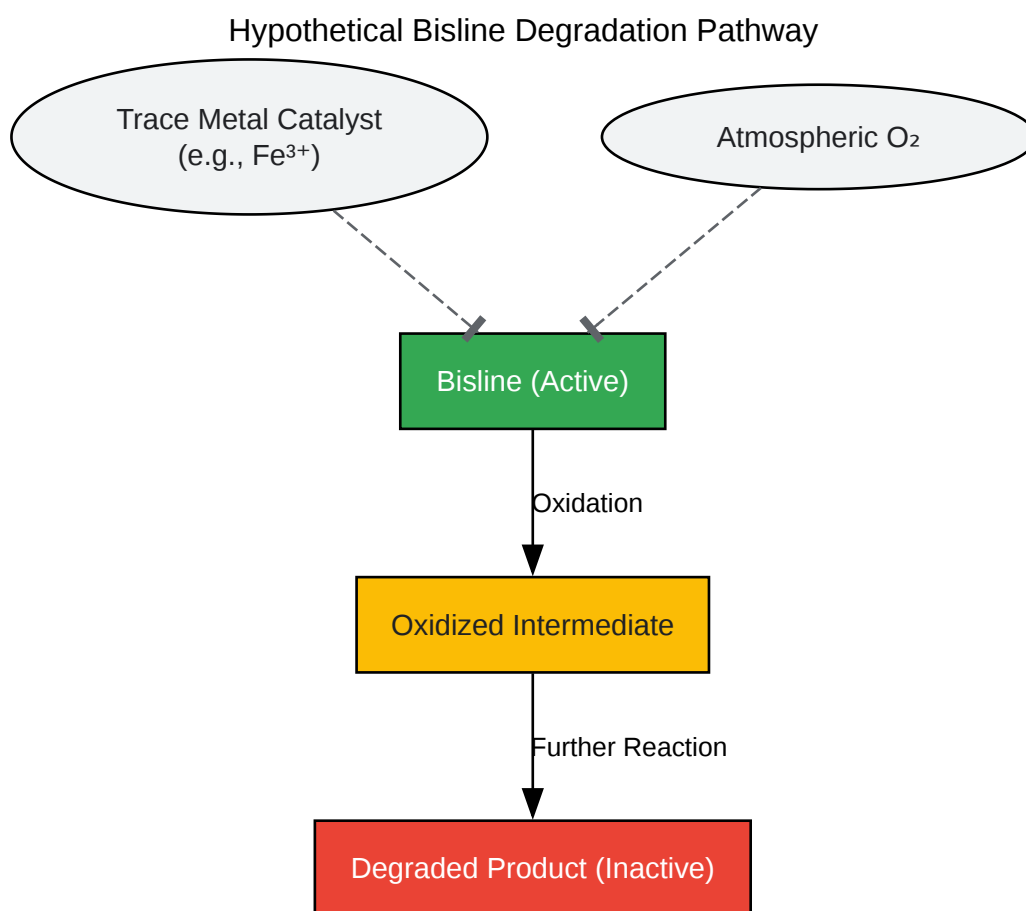 Hypothetical Bisline Degradation Pathway
Trace Metal Catalyst
(e.g., Fe³⁺)
Atmospheric O₂
Bisline (Active)
Oxidation
Oxidized Intermediate
Further Reaction
Degraded Product (Inactive)